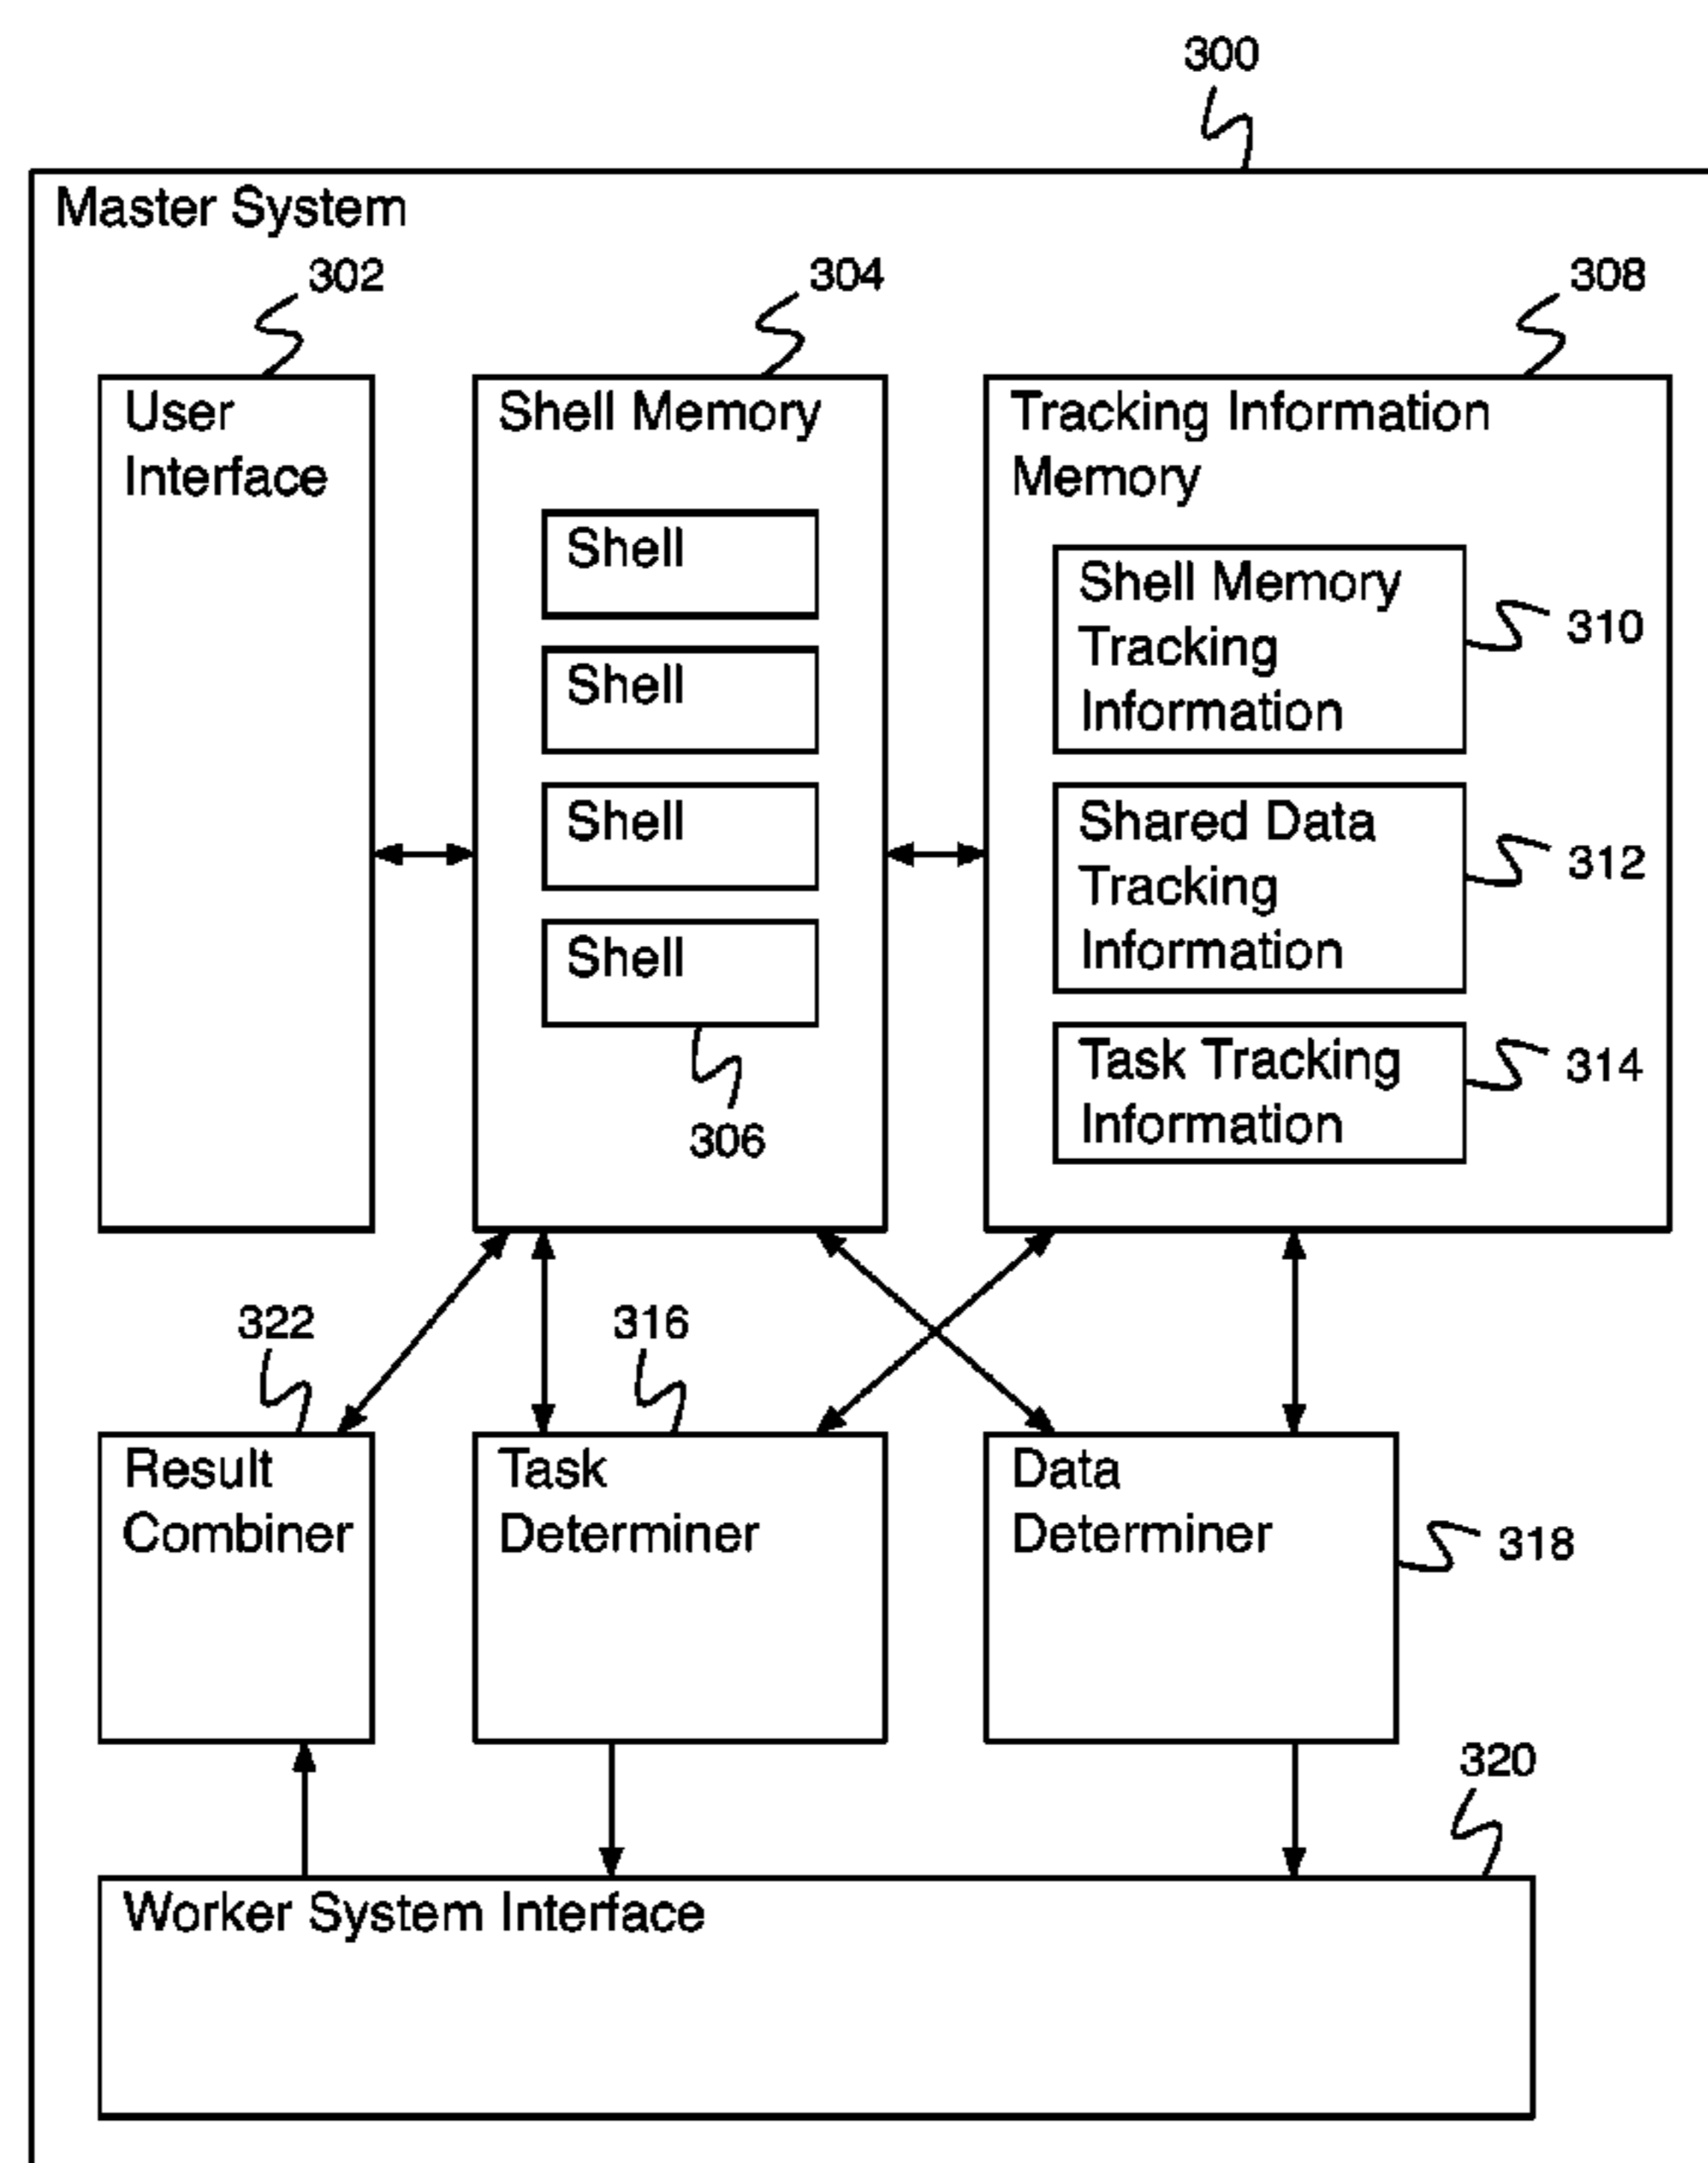 300
Master System
302
304
308
User
Interface
Shell Memory
Shell
Shell
Shell
Shell
306
Tracking Information
Memory
Shell Memory
Tracking
Information
310
Shared Data
Tracking
Information
312
Task Tracking
Information
314
322
316
Result
Combiner
Task
Determiner
Data
Determiner
318
320
Worker System Interface